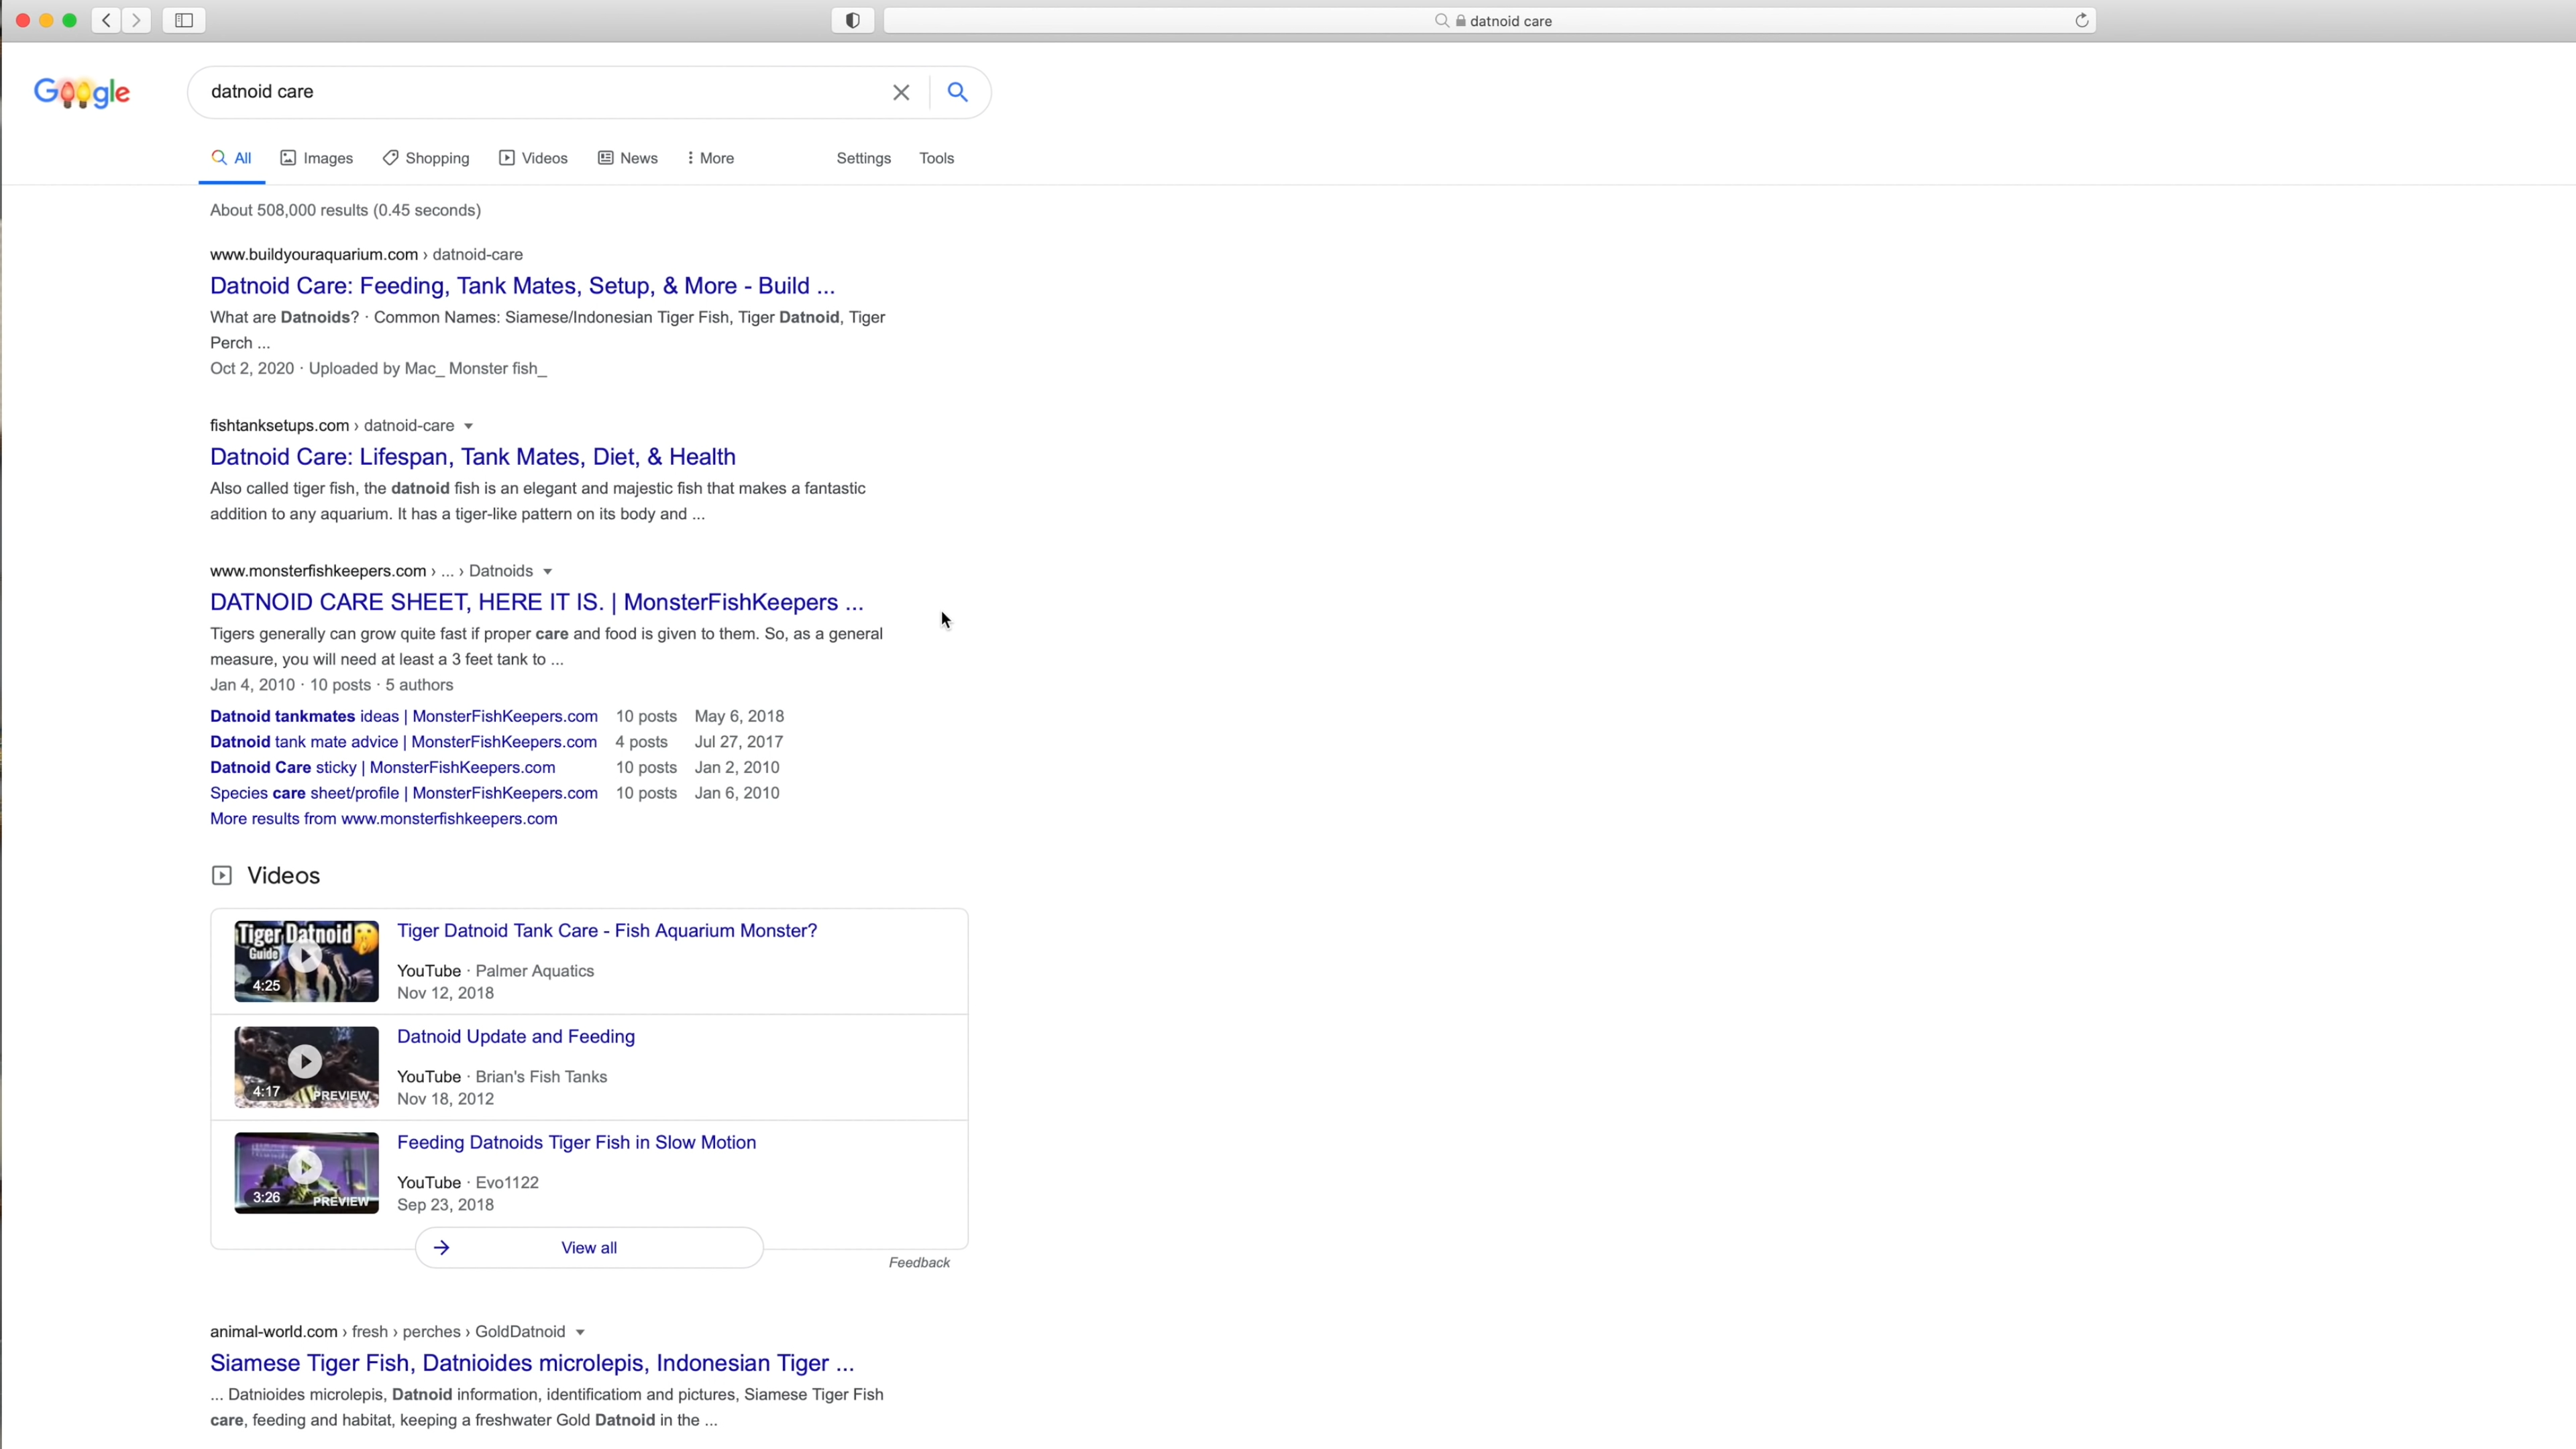 datnoid care
Google
datnoid care
All Images Shopping Videos News More Settings Tools
About 508,000 results (0.45 seconds)
www.buildyouraquarium.com › datnoid-care
Datnoid Care: Feeding, Tank Mates, Setup, & More - Build ...
What are Datnoids? · Common Names: Siamese/Indonesian Tiger Fish, Tiger Datnoid, Tiger
Perch ...
Oct 2, 2020 · Uploaded by Mac_ Monster fish_
fishtanksetups.com › datnoid-care
Datnoid Care: Lifespan, Tank Mates, Diet, & Health
Also called tiger fish, the datnoid fish is an elegant and majestic fish that makes a fantastic
addition to any aquarium. It has a tiger-like pattern on its body and ...
www.monsterfishkeepers.com › ... › Datnoids
DATNOID CARE SHEET, HERE IT IS. | MonsterFishKeepers ...
Tigers generally can grow quite fast if proper care and food is given to them. So, as a general
measure, you will need at least a 3 feet tank to ...
Jan 4, 2010 · 10 posts · 5 authors
Datnoid tankmates ideas | MonsterFishKeepers.com 10 posts May 6, 2018
Datnoid tank mate advice | MonsterFishKeepers.com 4 posts Jul 27, 2017
Datnoid Care sticky | MonsterFishKeepers.com 10 posts Jan 2, 2010
Species care sheet/profile | MonsterFishKeepers.com 10 posts Jan 6, 2010
More results from www.monsterfishkeepers.com
Videos
Tiger Datnoid
Guide
4:25
Tiger Datnoid Tank Care - Fish Aquarium Monster?
YouTube · Palmer Aquatics
Nov 12, 2018
4:17 PREVIEW
Datnoid Update and Feeding
YouTube · Brian's Fish Tanks
Nov 18, 2012
3:26 PREVIEW
Feeding Datnoids Tiger Fish in Slow Motion
YouTube · Evo1122
Sep 23, 2018
View all
Feedback
animal-world.com › fresh › perches › GoldDatnoid
Siamese Tiger Fish, Datnioides microlepis, Indonesian Tiger ...
... Datnioides microlepis, Datnoid information, identificatiom and pictures, Siamese Tiger Fish
care, feeding and habitat, keeping a freshwater Gold Datnoid in the ...